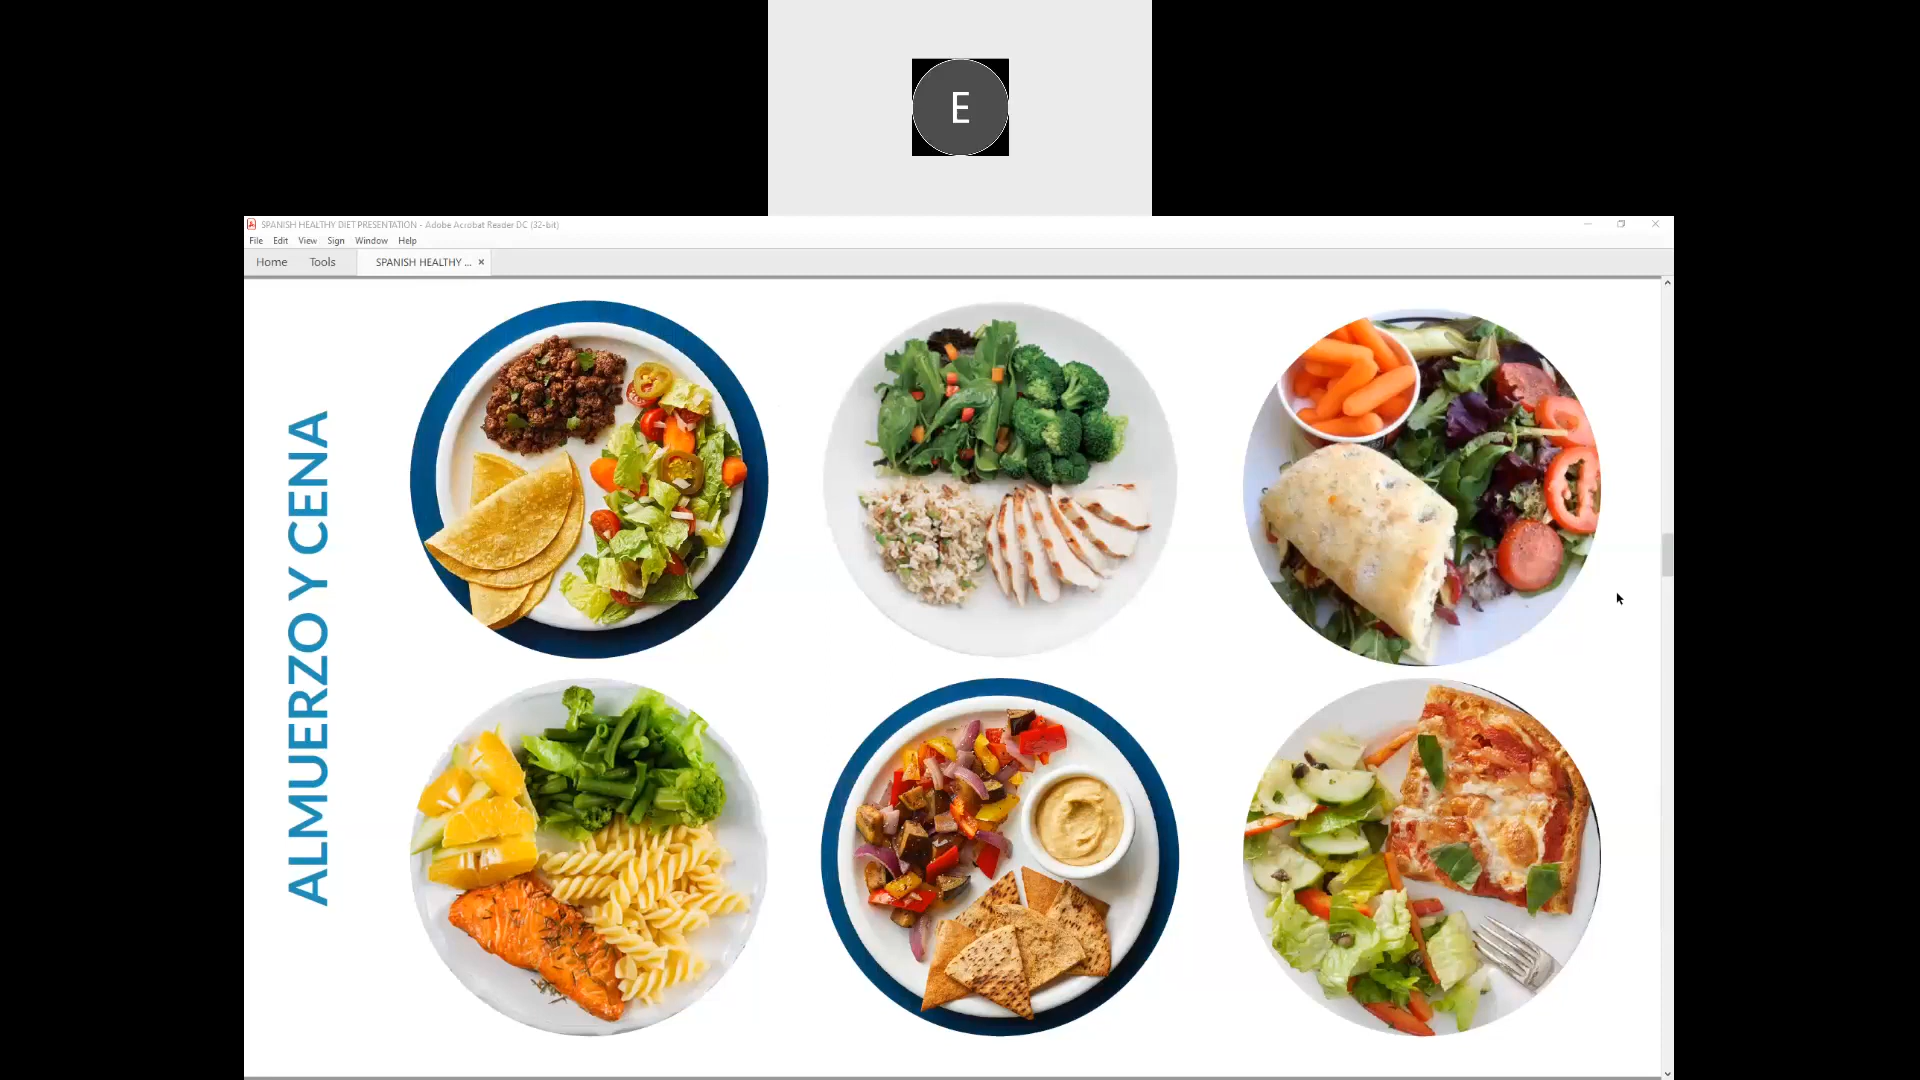 E
SPANISH HEALTHY DIET PRESENTATION - Adobe Acrobat Reader DC (32-bit)
File Edit View Sign Window Help
Home Tools SPANISH HEALTHY ... ×
ALMUERZO Y CENA